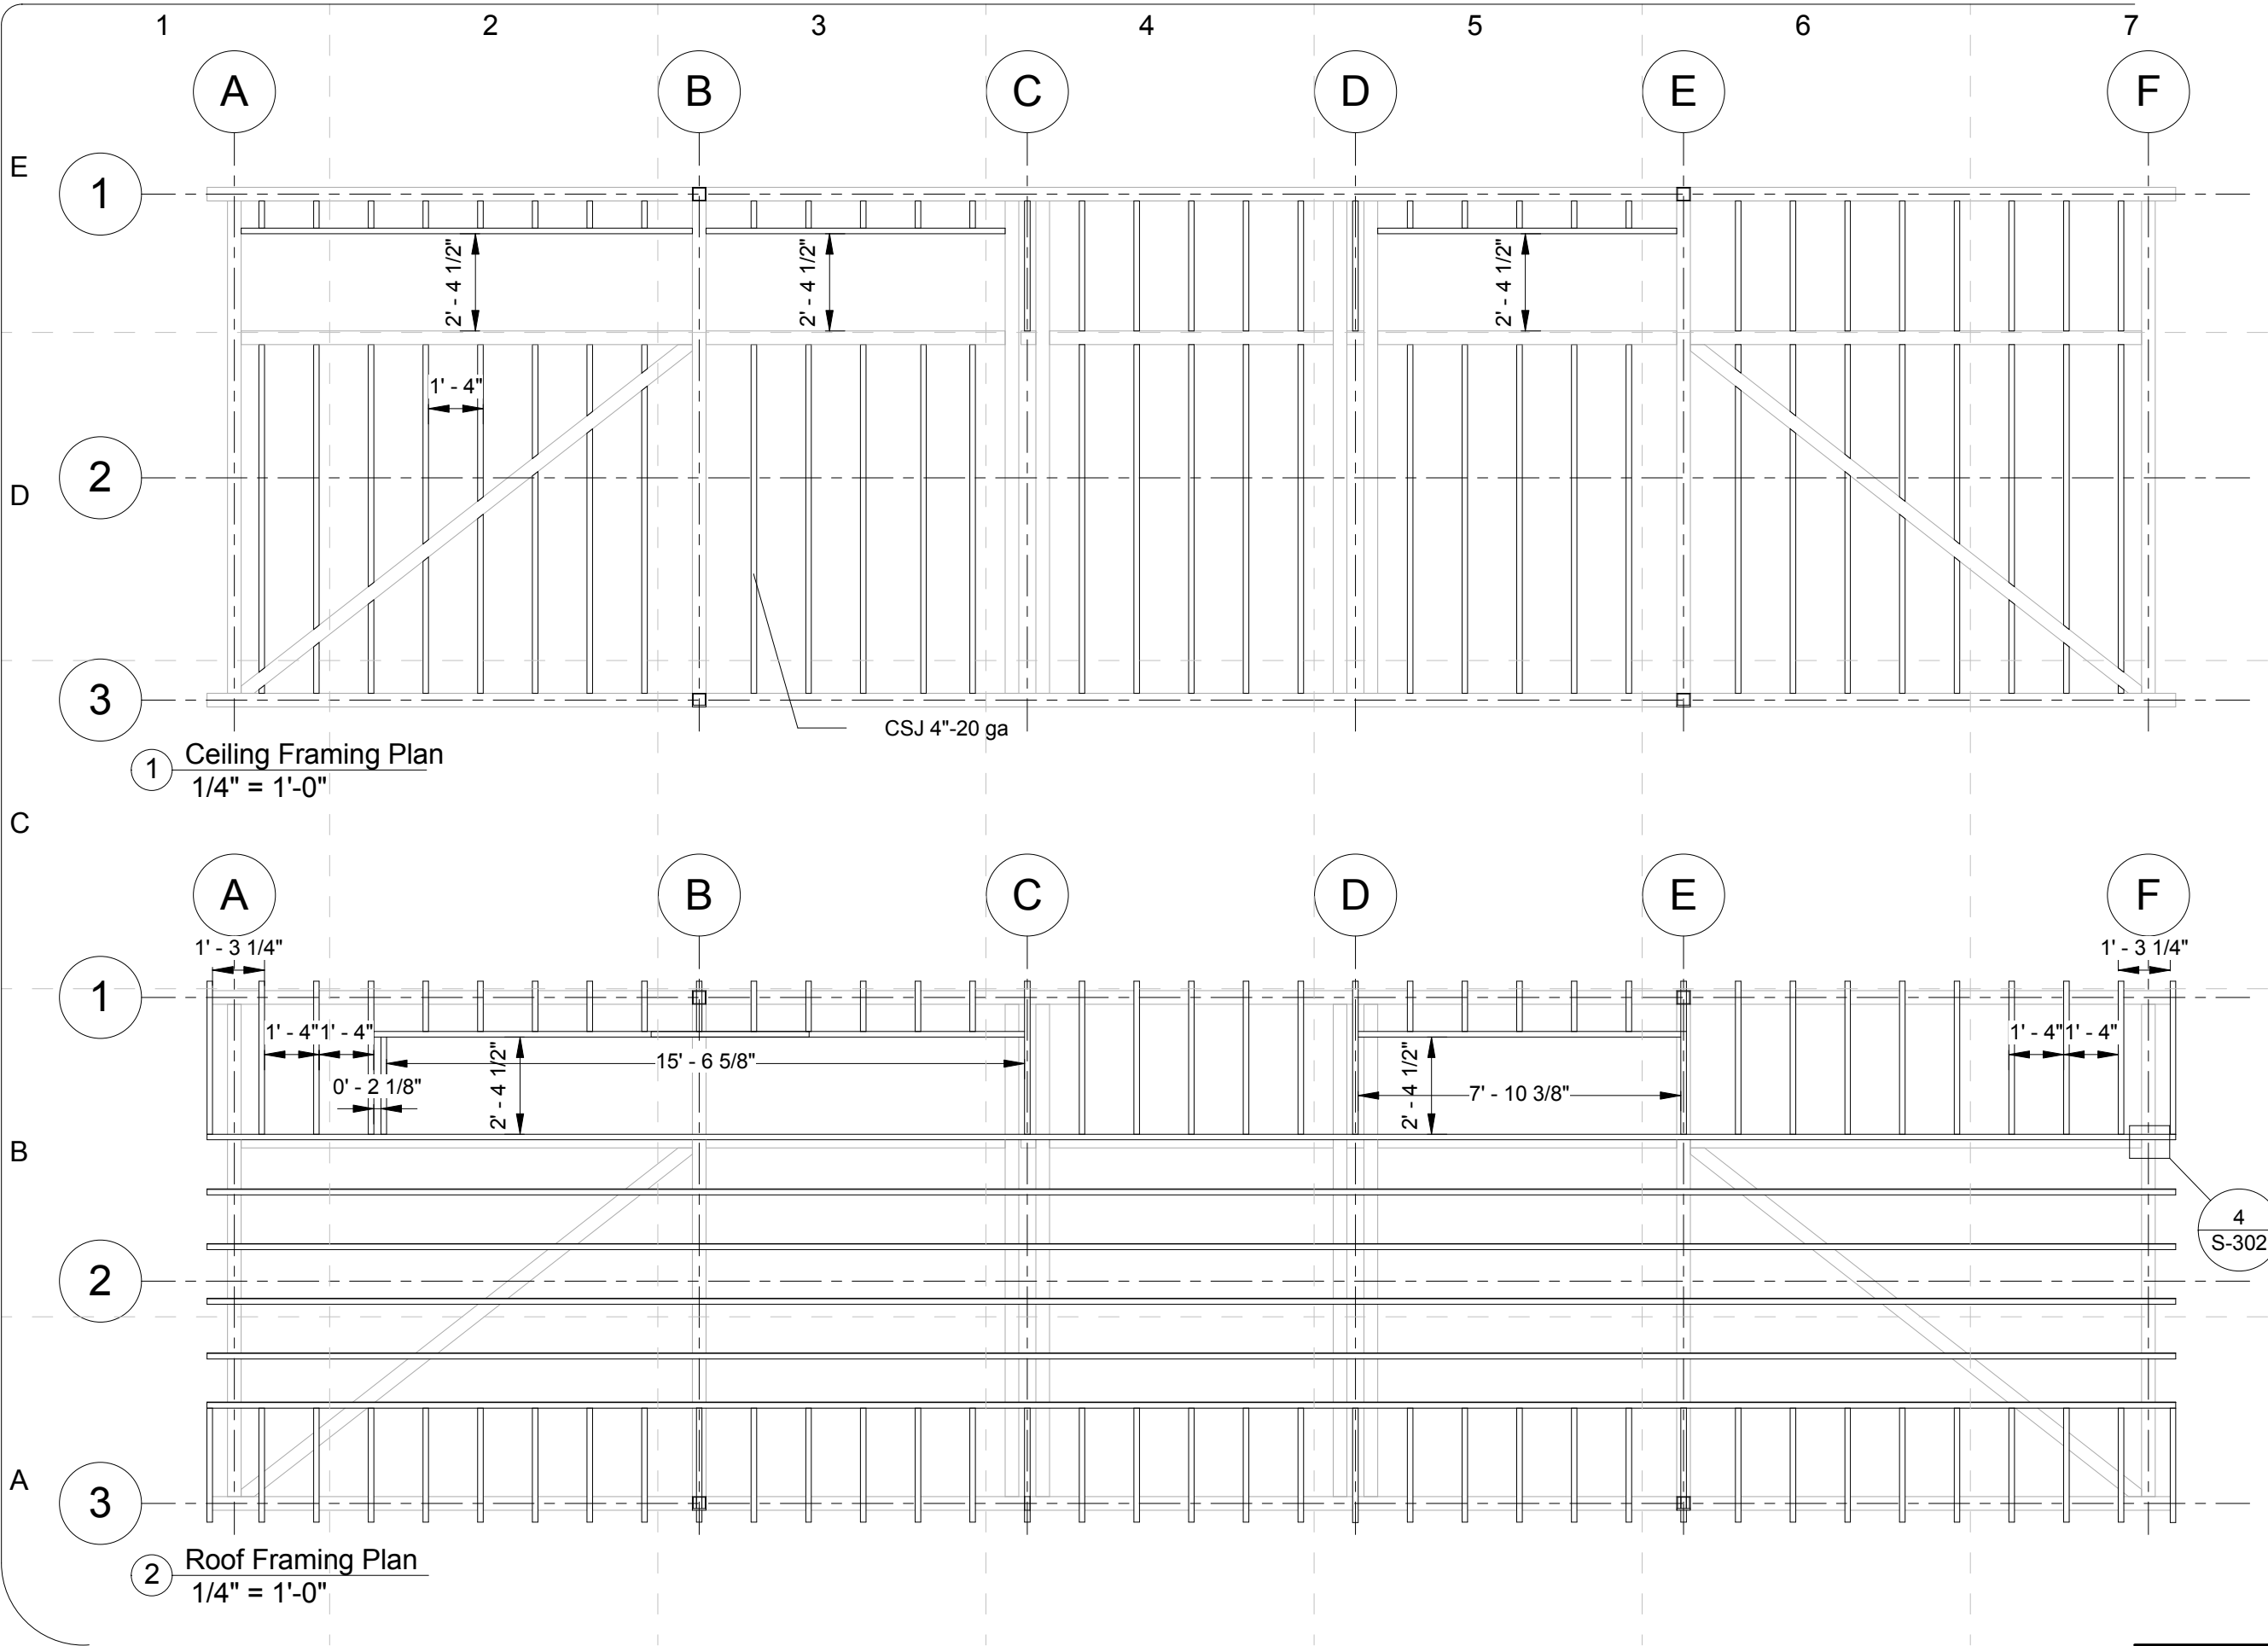 1 2 3 4 5 6 7
A B C D E F
E
1
2' - 4 1/2" 2' - 4 1/2" 2' - 4 1/2"
1' - 4"
2
D
3
CSJ 4"-20 ga
1 Ceiling Framing Plan
1/4" = 1'-0"
C
A B C D E F
1' - 3 1/4" 1' - 3 1/4"
1
1' - 4" 1' - 4" 1' - 4" 1' - 4"
2' - 4 1/2" 15' - 6 5/8" 2' - 4 1/2" 7' - 10 3/8"
0' - 2 1/8"
B
4
S-302
2
A
3
2 Roof Framing Plan
1/4" = 1'-0"